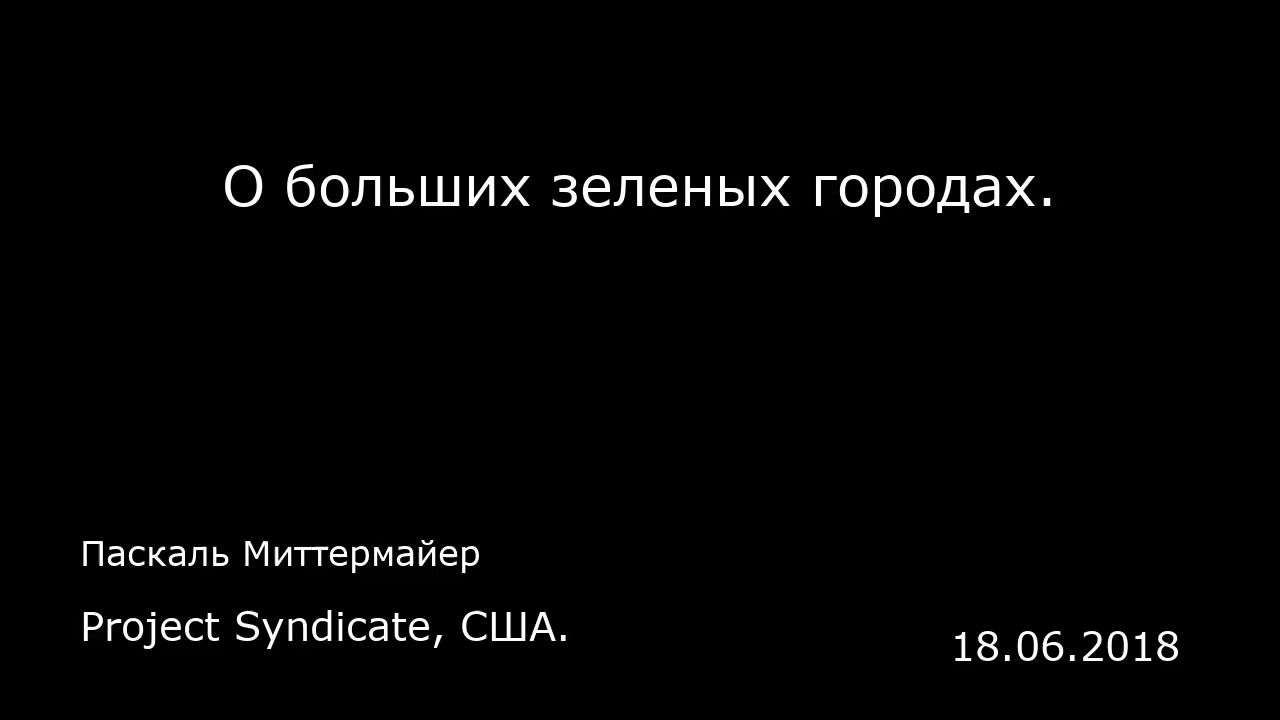 О больших зеленых городах.
Паскаль Миттермайер
Project Syndicate, США.
18.06.2018